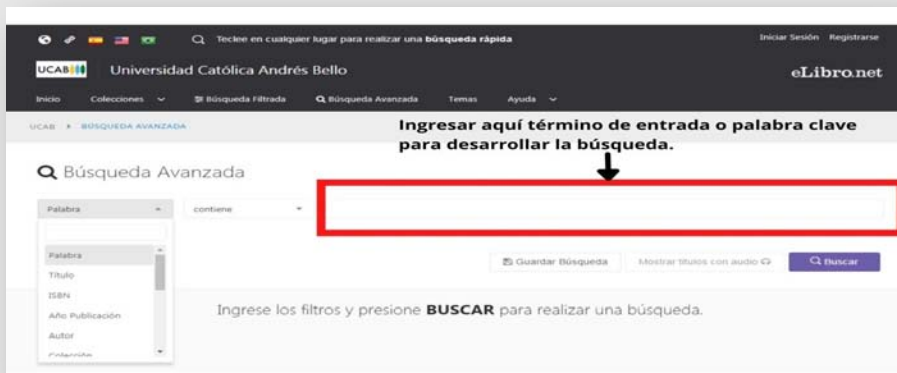 Teclee en cualquier lugar para realizar una búsqueda rápida
Iniciar Sesión Registrarse
UCAB Universidad Católica Andrés Bello
eLibro.net
Inicio Colecciones Búsqueda Filtrada Búsqueda Avanzada Temas Ayuda
UCAB BÚSQUEDA AVANZADA
Ingresar aquí término de entrada o palabra clave
para desarrollar la búsqueda.
Búsqueda Avanzada
Palabra contiene
Palabra
Título
ISBN
Año Publicación
Autor
Colección
Guardar Búsqueda Mostrar títulos con audio Buscar
Ingrese los filtros y presione BUSCAR para realizar una búsqueda.